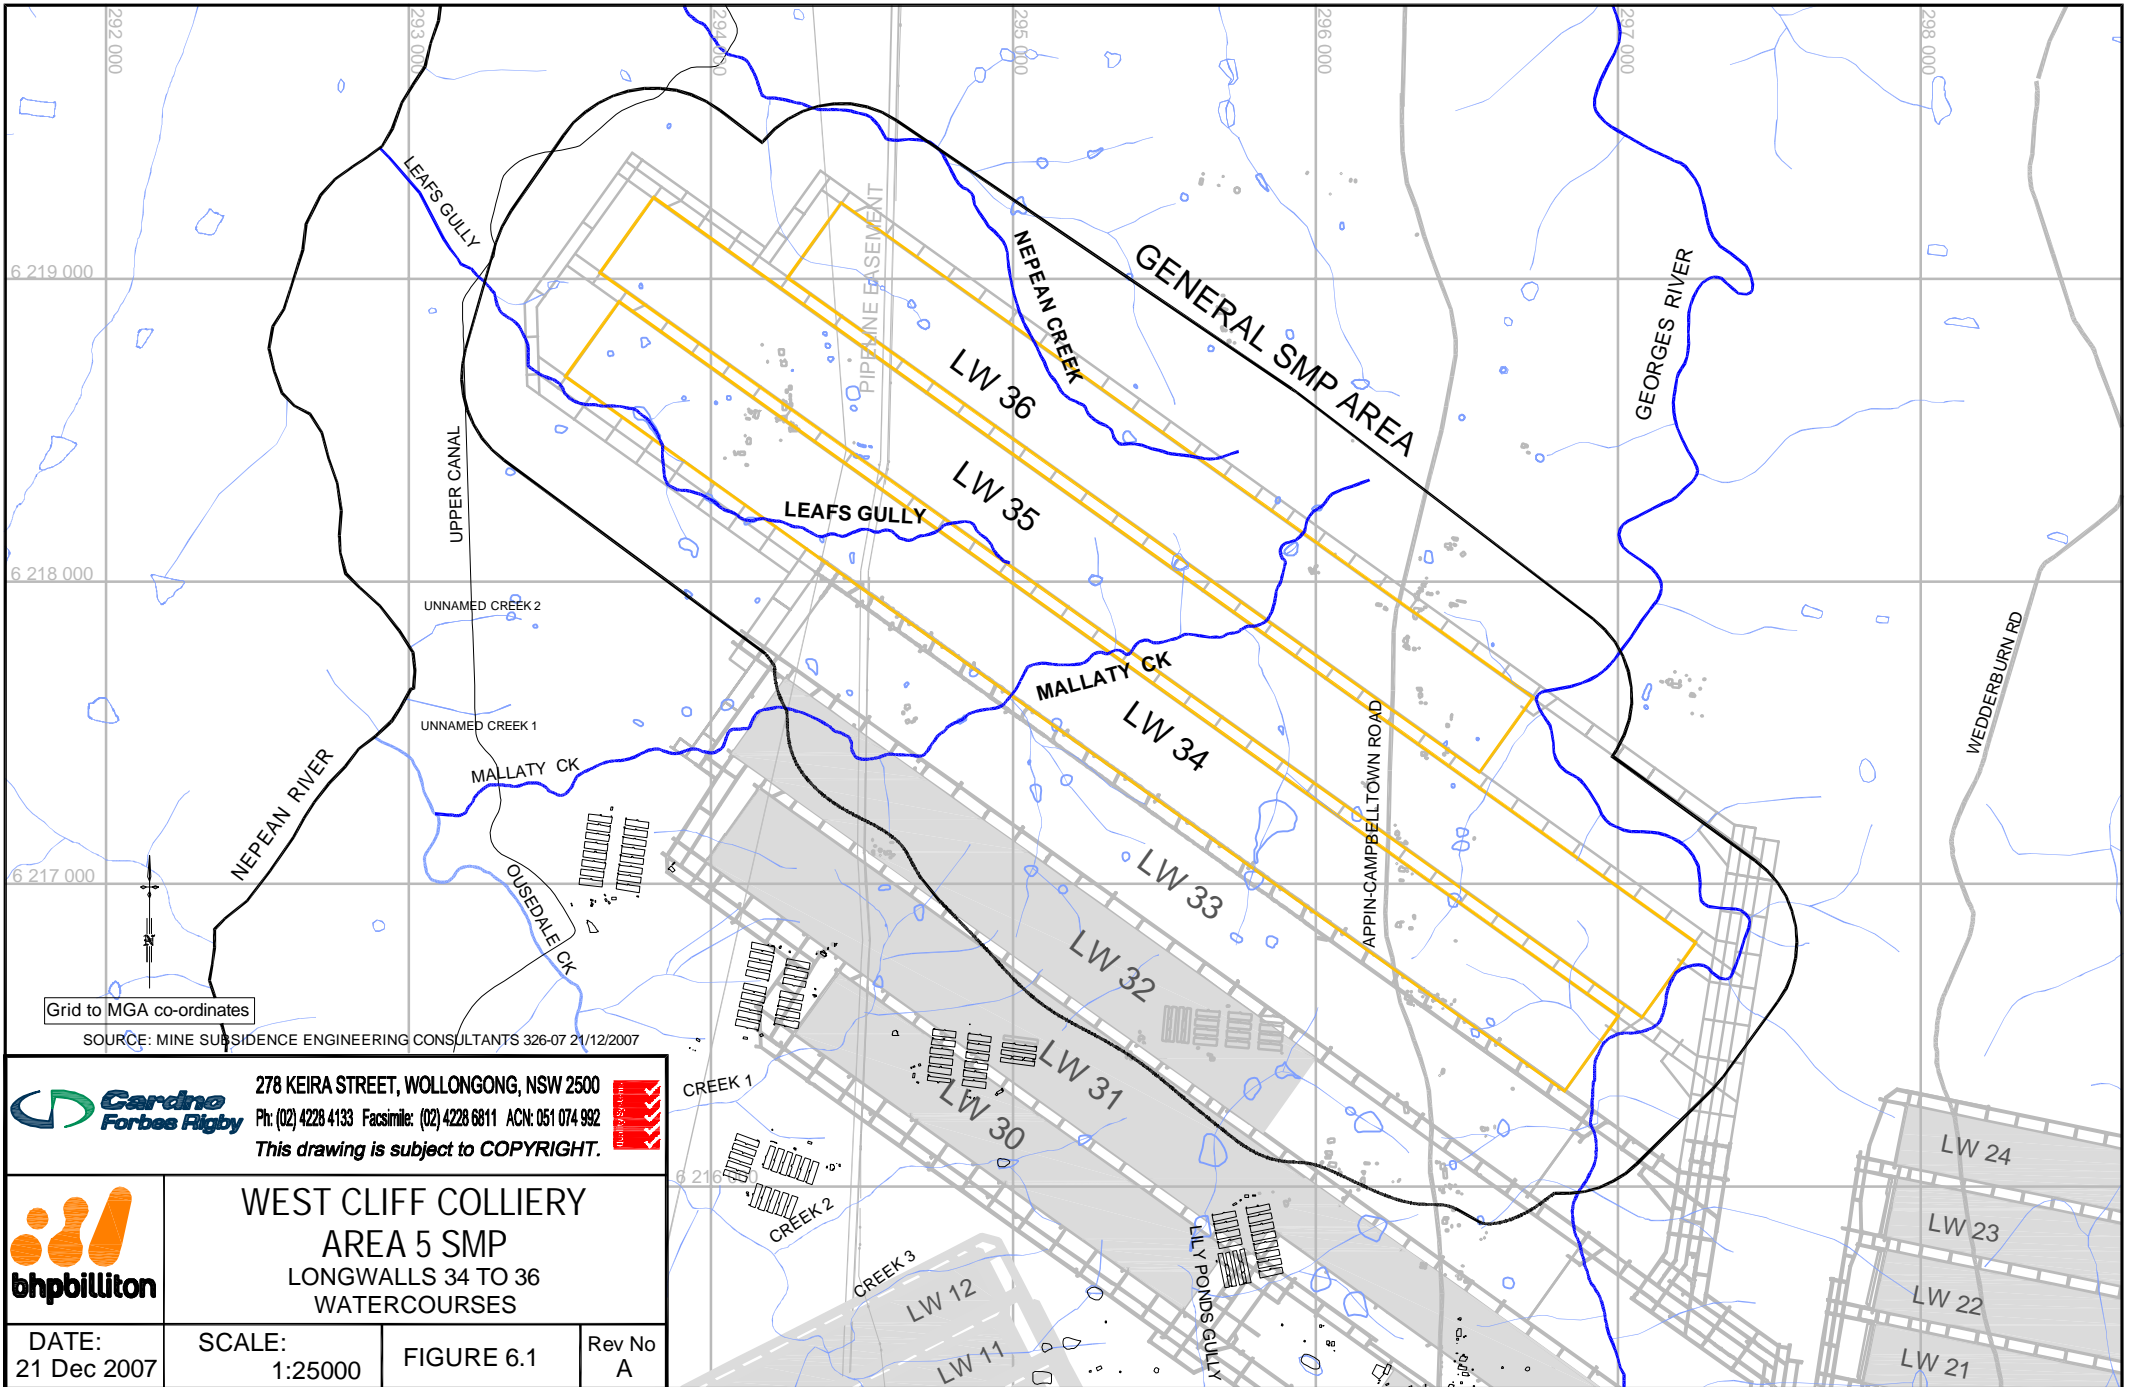 292 000
293 000
294 000
295 000
296 000
297 000
298 000
LEAFS GULLY
PIPELINE EASEMENT
NEPEAN CREEK
GENERAL SMP AREA
GEORGES RIVER
6 219 000
LW 36
LW 35
UPPER CANAL
LEAFS GULLY
6 218 000
UNNAMED CREEK 2
MALLATY CK
WEDDERBURN RD
UNNAMED CREEK 1
LW 34
APPIN-CAMPBELLTOWN ROAD
MALLATY CK
NEPEAN RIVER
6 217 000
OUSEDALE CK
LW 33
LW 32
N
Grid to MGA co-ordinates
SOURCE: MINE SUBSIDENCE ENGINEERING CONSULTANTS 326-07 21/12/2007
LW 31
LW 30
CREEK 1
6 216 000
CREEK 2
CREEK 3
LILY PONDS GULLY
LW 12
LW 11
LW 24
LW 23
LW 22
LW 21
Cardno
Forbes Rigby
278 KEIRA STREET, WOLLONGONG, NSW 2500
Ph: (02) 4228 4133 Facsimile: (02) 4228 6811 ACN: 051 074 992
This drawing is subject to COPYRIGHT.
bhpbilliton
WEST CLIFF COLLIERY
AREA 5 SMP
LONGWALLS 34 TO 36
WATERCOURSES
DATE:
21 Dec 2007
SCALE:
1:25000
FIGURE 6.1
Rev No
A